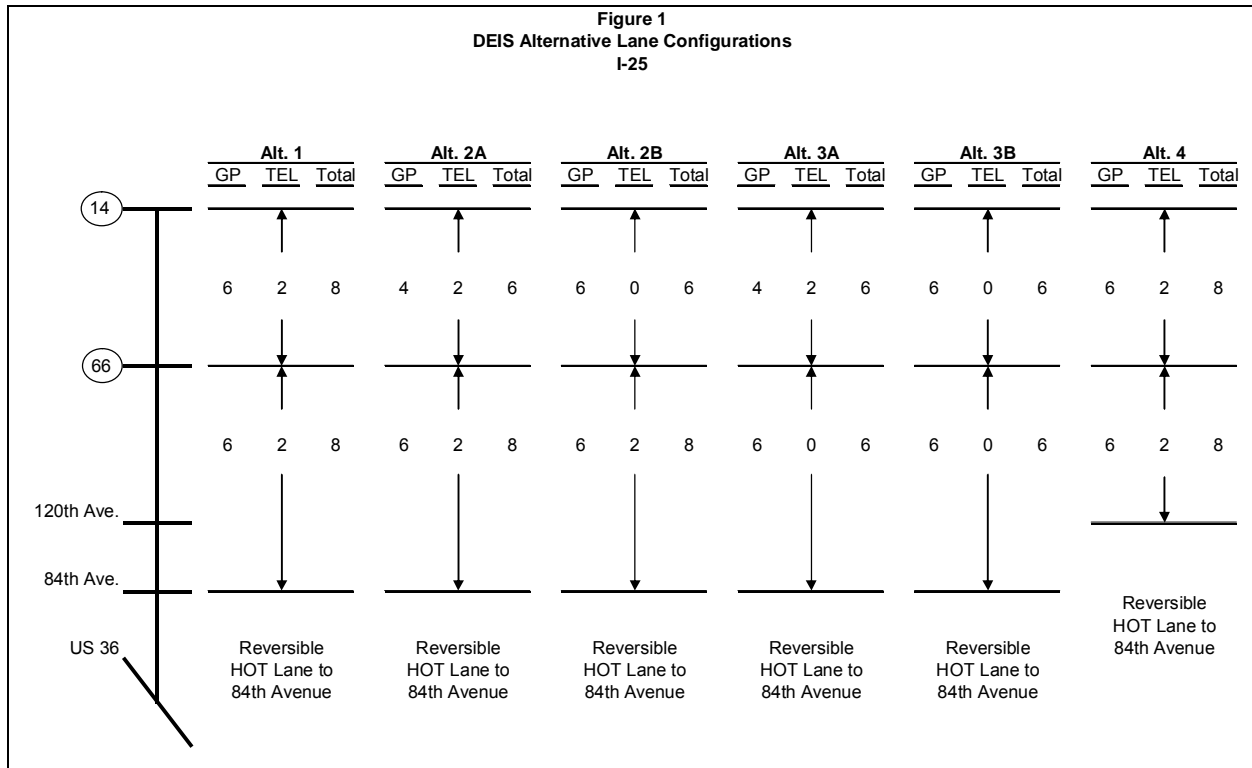 Figure 1
DEIS Alternative Lane Configurations
I-25
Alt. 1 Alt. 2A Alt. 2B Alt. 3A Alt. 3B Alt. 4
GP TEL Total GP TEL Total GP TEL Total GP TEL Total GP TEL Total GP TEL Total
14
6 2 8 4 2 6 6 0 6 4 2 6 6 0 6 6 2 8
66
6 2 8 6 2 8 6 2 8 6 0 6 6 0 6 6 2 8
120th Ave.
84th Ave.
US 36
Reversible
HOT Lane to
84th Avenue
Reversible
HOT Lane to
84th Avenue
Reversible
HOT Lane to
84th Avenue
Reversible
HOT Lane to
84th Avenue
Reversible
HOT Lane to
84th Avenue
Reversible
HOT Lane to
84th Avenue